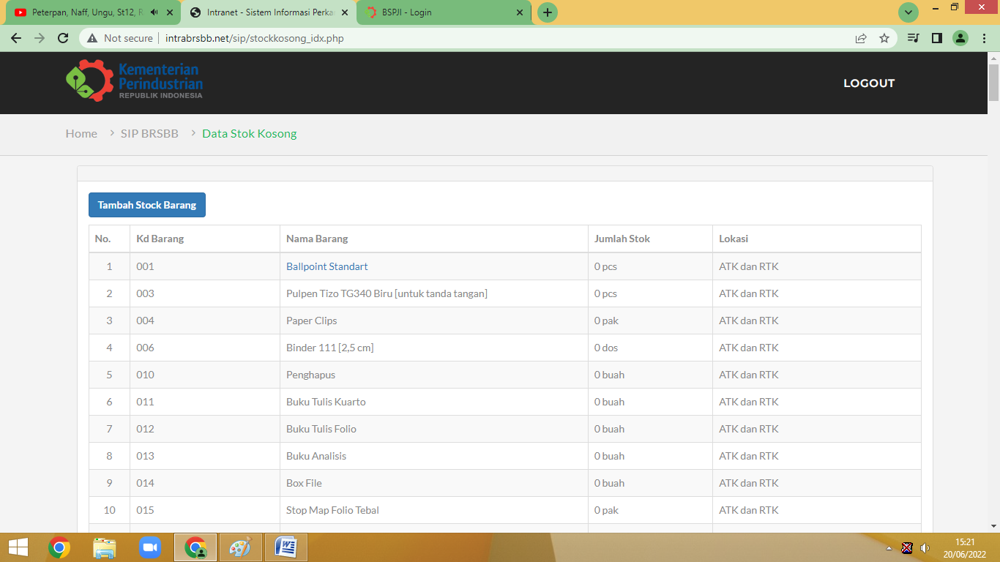 Peterpan, Naff, Ungu, St12, R
Intranet - Sistem Informasi Perka
BSPJI - Login
Not secure
intrabrsbb.net/sip/stockkosong_idx.php
Kementerian
Perindustrian
REPUBLIK INDONESIA
LOGOUT
Home > SIP BRSBB > Data Stok Kosong
Tambah Stock Barang
No. Kd Barang Nama Barang Jumlah Stok Lokasi
1 001 Ballpoint Standart 0 pcs ATK dan RTK
2 003 Pulpen Tizo TG340 Biru [untuk tanda tangan] 0 pcs ATK dan RTK
3 004 Paper Clips 0 pak ATK dan RTK
4 006 Binder 111 [2,5 cm] 0 dos ATK dan RTK
5 010 Penghapus 0 buah ATK dan RTK
6 011 Buku Tulis Kuarto 0 buah ATK dan RTK
7 012 Buku Tulis Folio 0 buah ATK dan RTK
8 013 Buku Analisis 0 buah ATK dan RTK
9 014 Box File 0 buah ATK dan RTK
10 015 Stop Map Folio Tebal 0 pak ATK dan RTK
15:21
20/06/2022